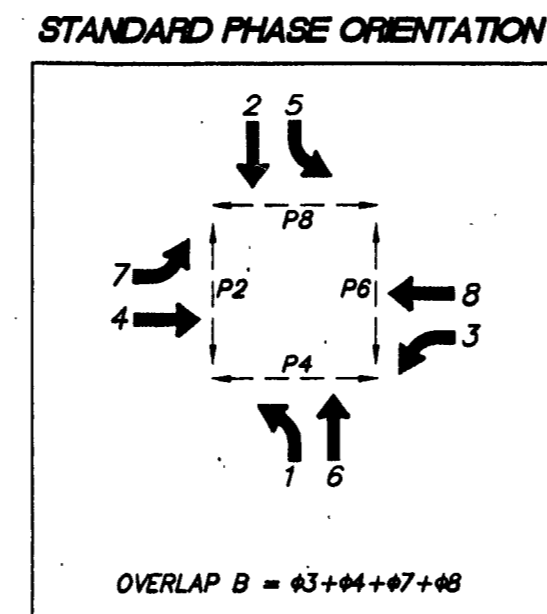 STANDARD PHASE ORIENTATION
2 5
P8
7
P2 P6
8
4
3
P4
1 6
OVERLAP B = ϕ3+ϕ4+ϕ7+ϕ8